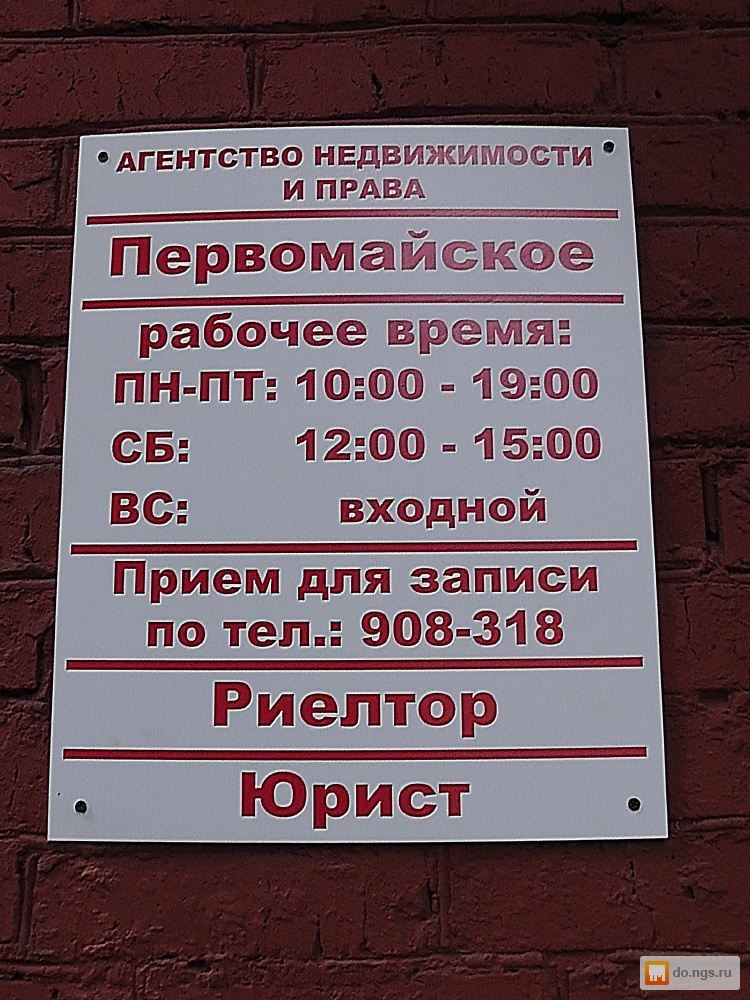 АГЕНТСТВО НЕДВИЖИМОСТИ
И ПРАВА
Первомайское
рабочее время:
ПН-ПТ: 10:00 - 19:00
СБ: 12:00 - 15:00
ВС: входной
Прием для записи
по тел.: 908-318
Риелтор
Юрист
do.ngs.ru